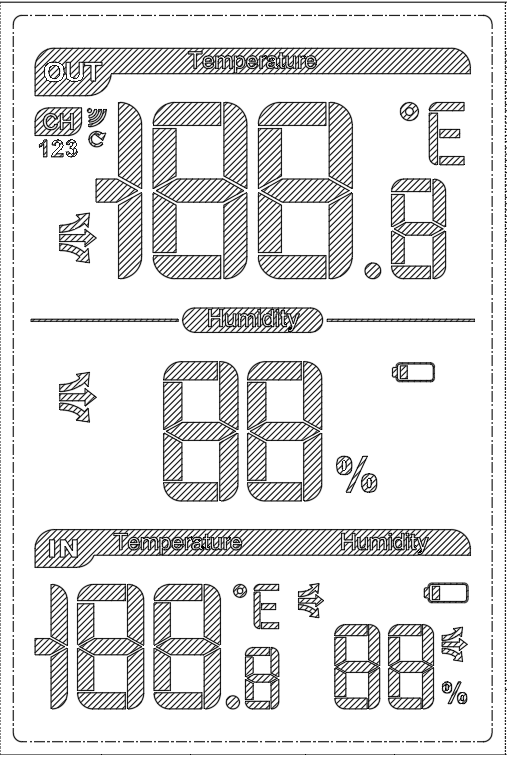 OUT Temperature
CH
123
188.8 °E
Humidity
88 %
IN Temperature Humidity
188.8 °E 88 %